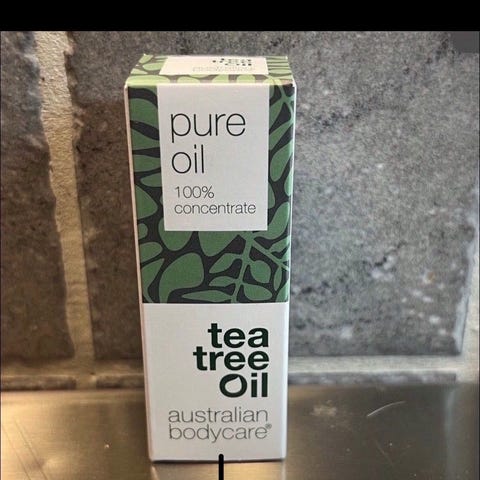 pure
oil
100%
concentrate
tea
tree
Oil
australian
bodycare®